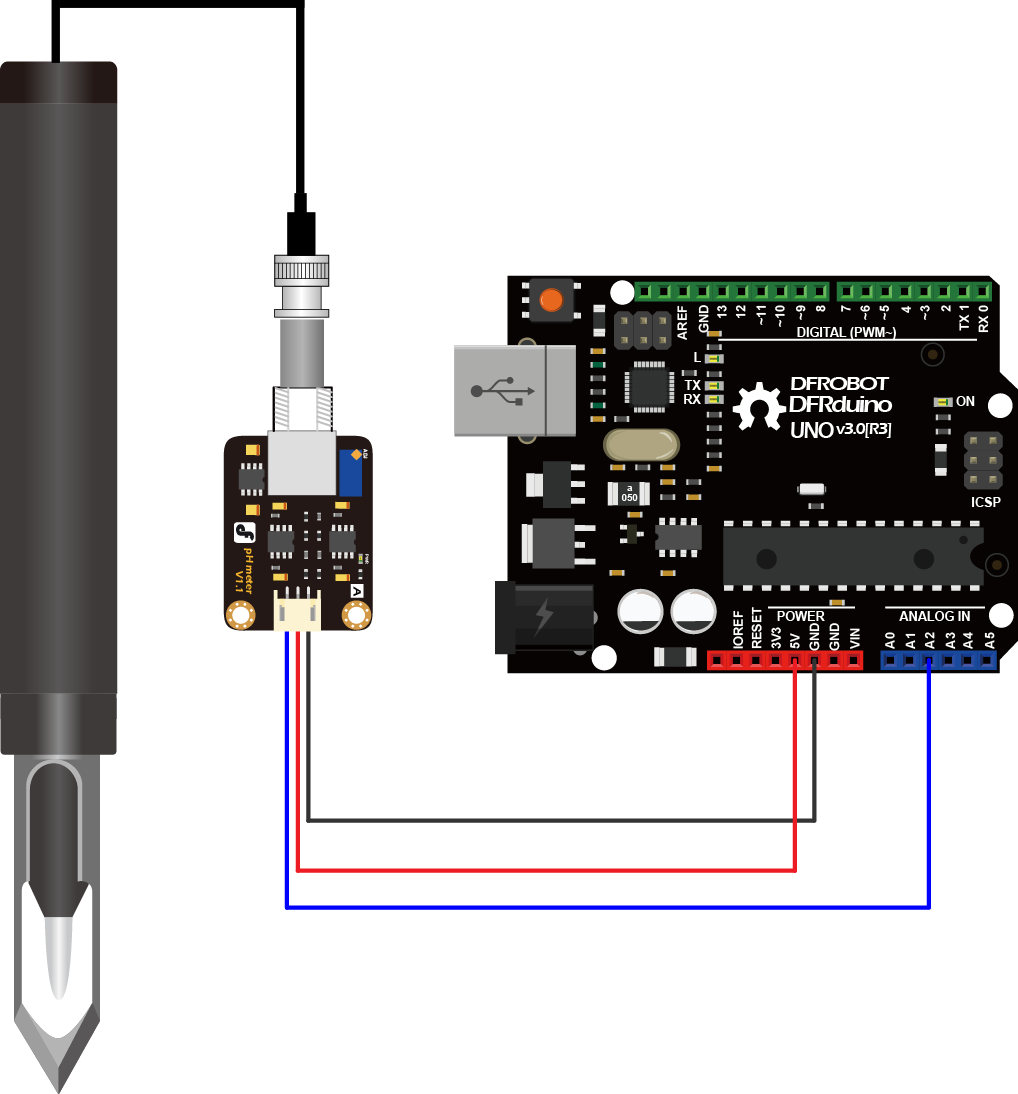 AREF
GND
13
12
~11
~10
~9
8
7
~6
~5
4
~3
2
TX 1
RX 0
DIGITAL (PWM~)
L
TX
RX
DFROBOT
DFRduino
UNO v3.0[R3]
ON
ICSP
a
050
pH meter
V1.1
A
POWER
ANALOG IN
IOREF
RESET
3V3
5V
GND
GND
VIN
A0
A1
A2
A3
A4
A5